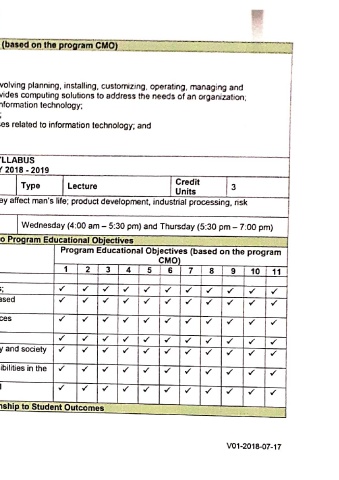 (based on the program CMO)
volving planning, installing, customizing, operating, managing and
vides computing solutions to address the needs of an organization;
nformation technology;
;
es related to information technology; and
YLLABUS
Y 2018 - 2019
Type Lecture Credit Units 3
ey affect man's life; product development, industrial processing, risk
Wednesday (4:00 am – 5:30 pm) and Thursday (5:30 pm – 7:00 pm)
o Program Educational Objectives
Program Educational Objectives (based on the program
CMO)
1 2 3 4 5 6 7 8 9 10 11
s; ✓ ✓ ✓ ✓ ✓ ✓ ✓ ✓ ✓ ✓ ✓
ased ✓ ✓ ✓ ✓ ✓ ✓ ✓ ✓ ✓ ✓ ✓
ces ✓ ✓ ✓ ✓ ✓ ✓ ✓ ✓ ✓ ✓ ✓
✓ ✓ ✓ ✓ ✓ ✓ ✓ ✓ ✓ ✓ ✓
y and society ✓ ✓ ✓ ✓ ✓ ✓ ✓ ✓ ✓ ✓ ✓
ibilities in the ✓ ✓ ✓ ✓ ✓ ✓ ✓ ✓ ✓ ✓ ✓
l ✓ ✓ ✓ ✓ ✓ ✓ ✓ ✓ ✓ ✓ ✓
nship to Student Outcomes
V01-2018-07-17